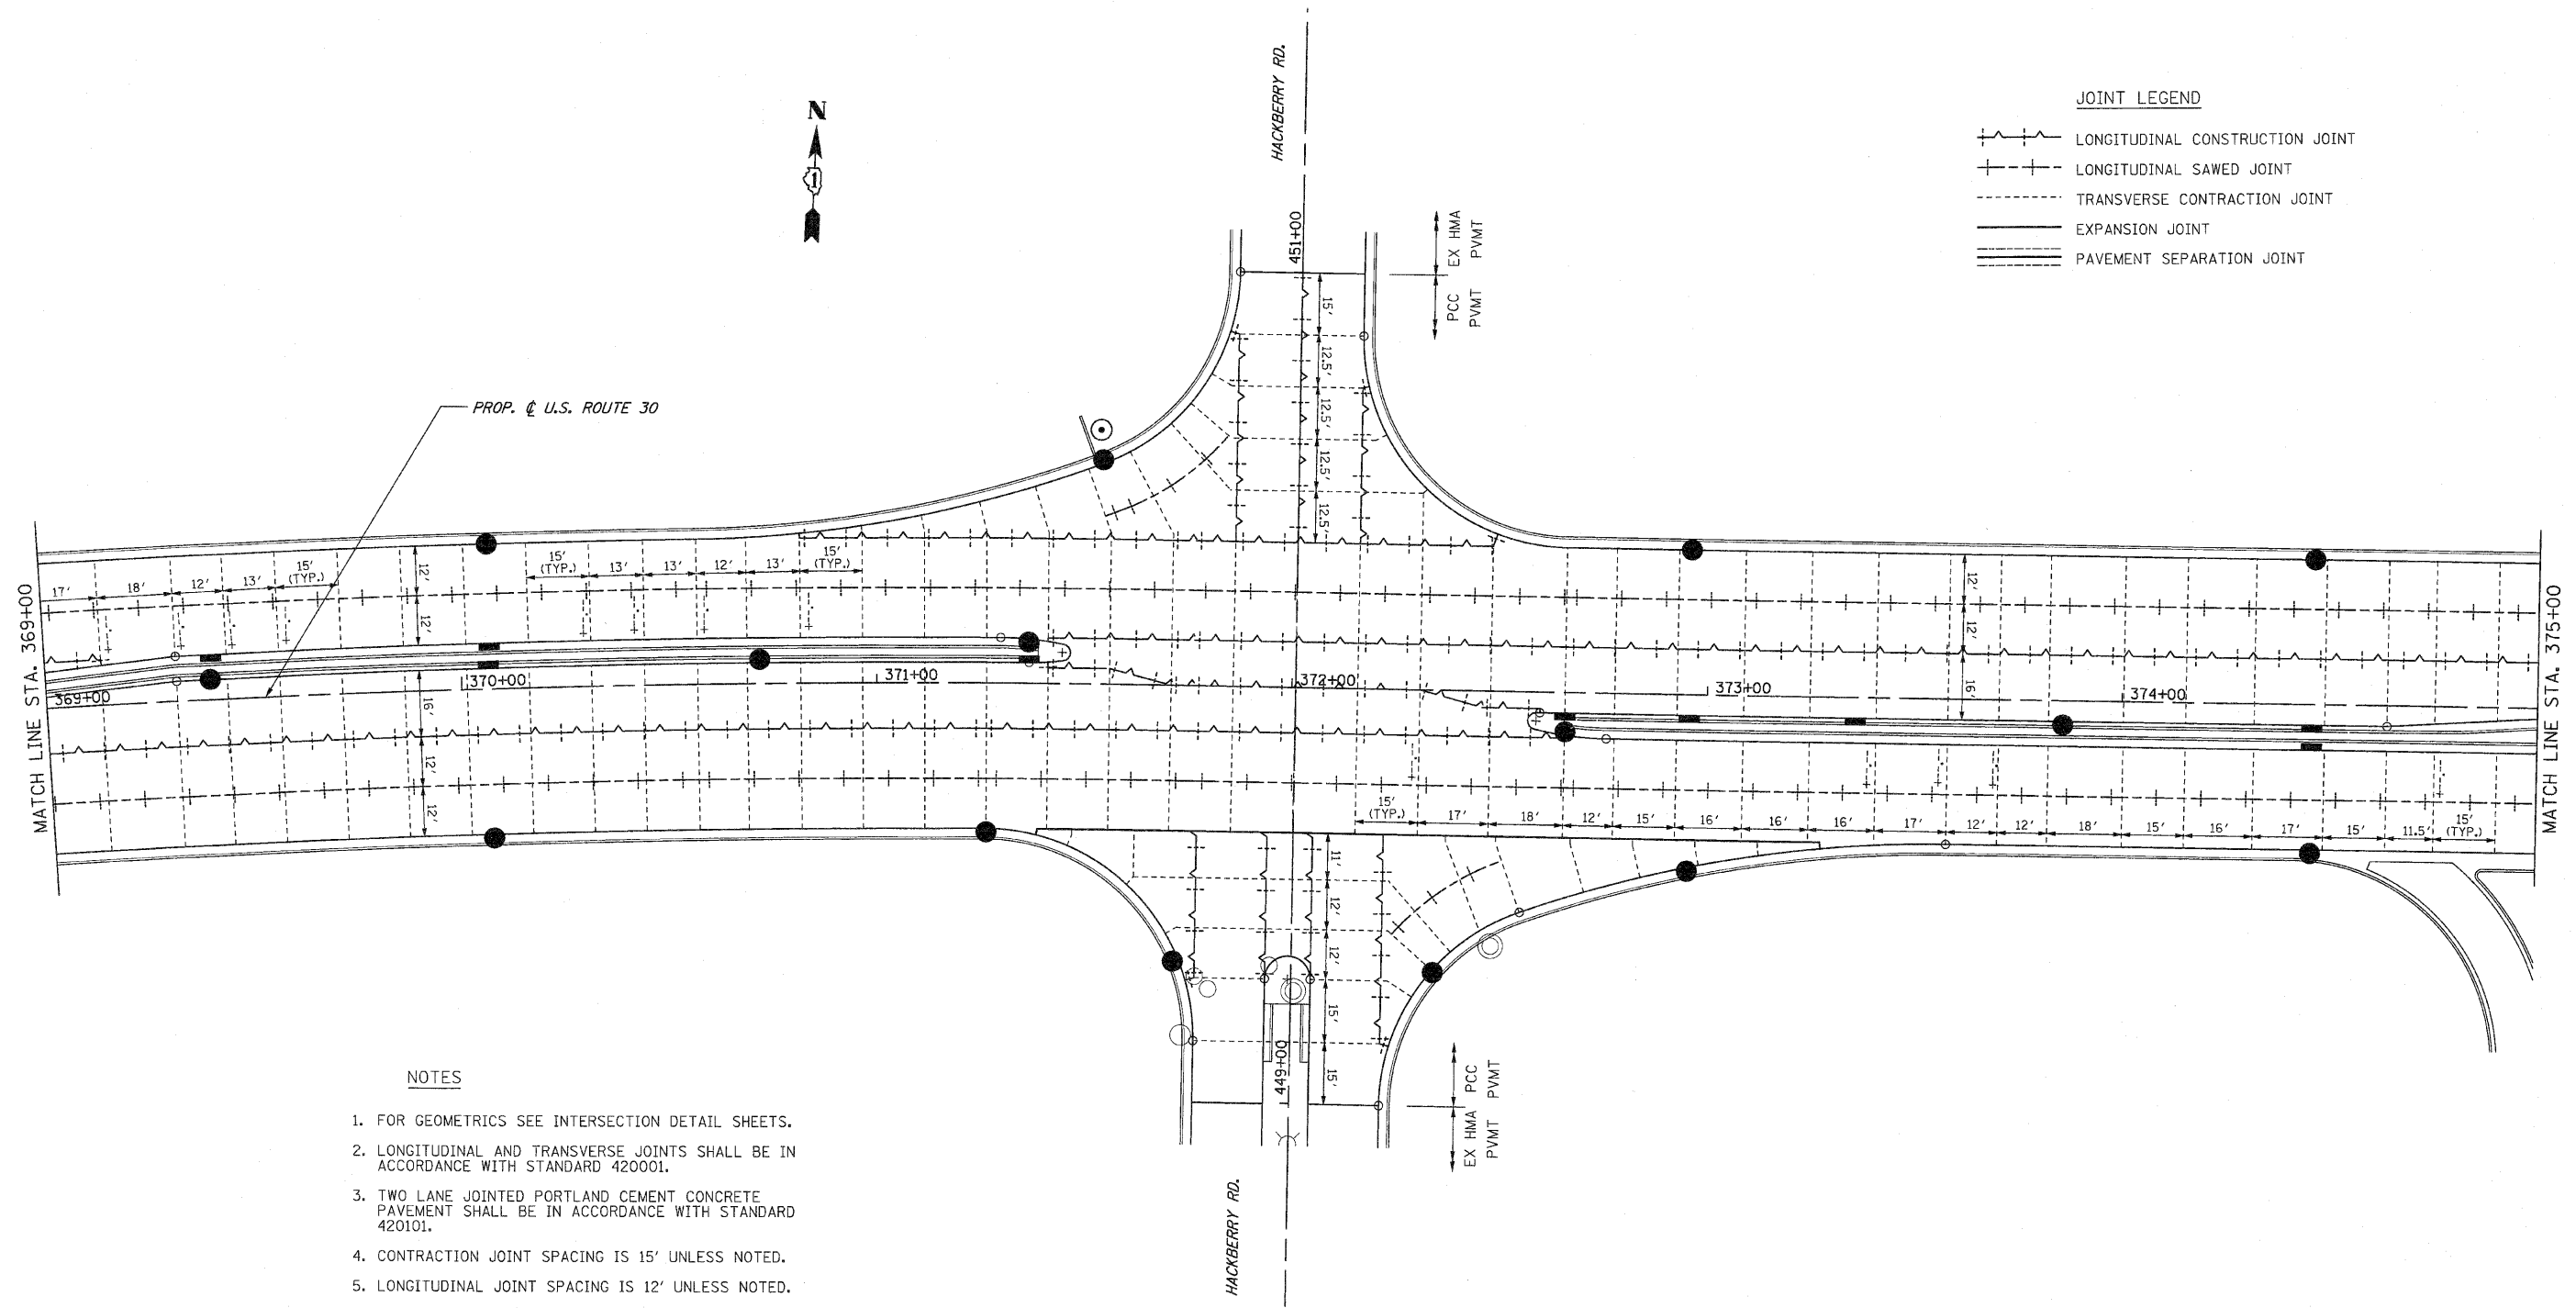 HACKBERRY RD.
N
1
JOINT LEGEND
LONGITUDINAL CONSTRUCTION JOINT
LONGITUDINAL SAWED JOINT
TRANSVERSE CONTRACTION JOINT
EXPANSION JOINT
PAVEMENT SEPARATION JOINT
451+00
EX HMA
PVMT
PCC
PVMT
15'
12.5'
12.5'
12.5'
12.5'
PROP. ℄ U.S. ROUTE 30
MATCH LINE STA. 369+00
17'
18'
12'
13'
15'
(TYP.)
12'
12'
15'
(TYP.)
13'
13'
12'
13'
15'
(TYP.)
12'
12'
16'
MATCH LINE STA. 375+00
369+00
370+00
371+00
372+00
373+00
374+00
16'
12'
12'
15'
(TYP.)
17'
18'
12'
15'
16'
16'
16'
17'
12'
12'
18'
15'
16'
17'
15'
11.5'
15'
(TYP.)
11'
12'
12'
15'
15'
449+00
PCC
PVMT
EX HMA
PVMT
HACKBERRY RD.
NOTES
1. FOR GEOMETRICS SEE INTERSECTION DETAIL SHEETS.
2. LONGITUDINAL AND TRANSVERSE JOINTS SHALL BE IN
ACCORDANCE WITH STANDARD 420001.
3. TWO LANE JOINTED PORTLAND CEMENT CONCRETE
PAVEMENT SHALL BE IN ACCORDANCE WITH STANDARD
420101.
4. CONTRACTION JOINT SPACING IS 15' UNLESS NOTED.
5. LONGITUDINAL JOINT SPACING IS 12' UNLESS NOTED.